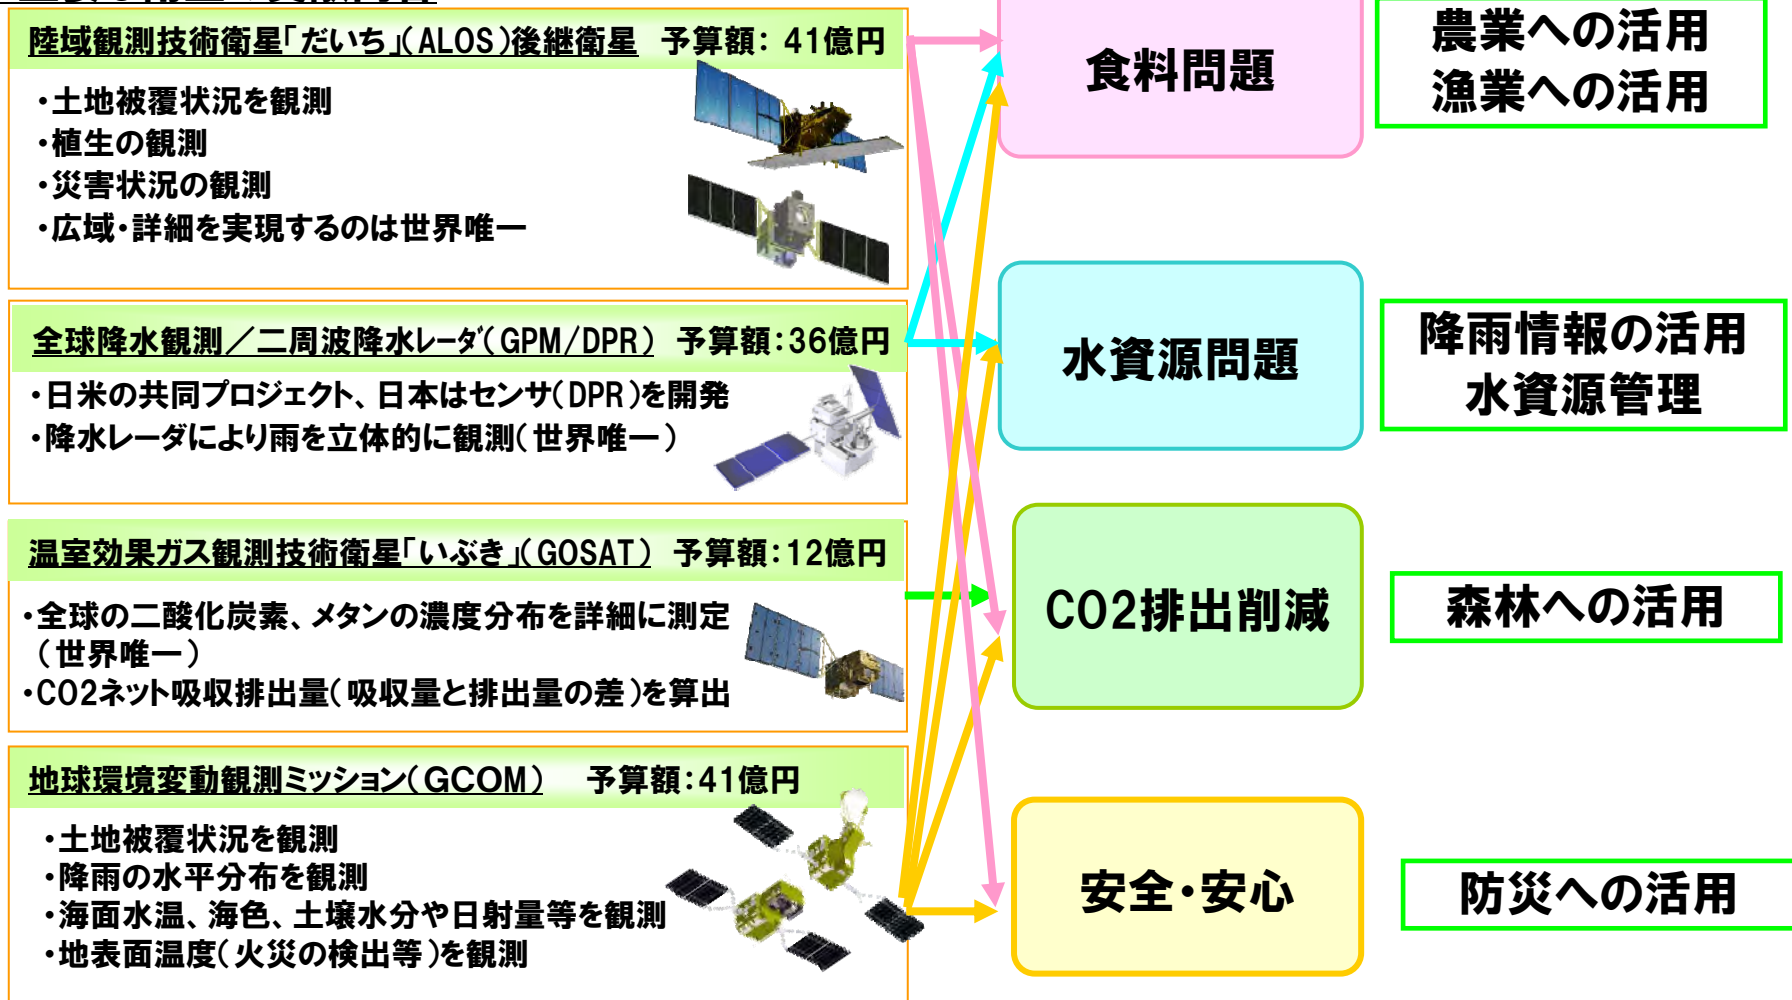 陸域観測技術衛星「だいち」(ALOS)後継衛星 予算額: 41億円
・土地被覆状況を観測
・植生の観測
・災害状況の観測
・広域・詳細を実現するのは世界唯一
全球降水観測／二周波降水レーダ(GPM/DPR) 予算額:36億円
・日米の共同プロジェクト、日本はセンサ(DPR)を開発
・降水レーダにより雨を立体的に観測(世界唯一)
温室効果ガス観測技術衛星「いぶき」(GOSAT) 予算額:12億円
・全球の二酸化炭素、メタンの濃度分布を詳細に測定
(世界唯一)
・CO2ネット吸収排出量(吸収量と排出量の差)を算出
地球環境変動観測ミッション(GCOM) 予算額:41億円
・土地被覆状況を観測
・降雨の水平分布を観測
・海面水温、海色、土壌水分や日射量等を観測
・地表面温度(火災の検出等)を観測
食料問題
水資源問題
CO2排出削減
安全・安心
農業への活用
漁業への活用
降雨情報の活用
水資源管理
森林への活用
防災への活用